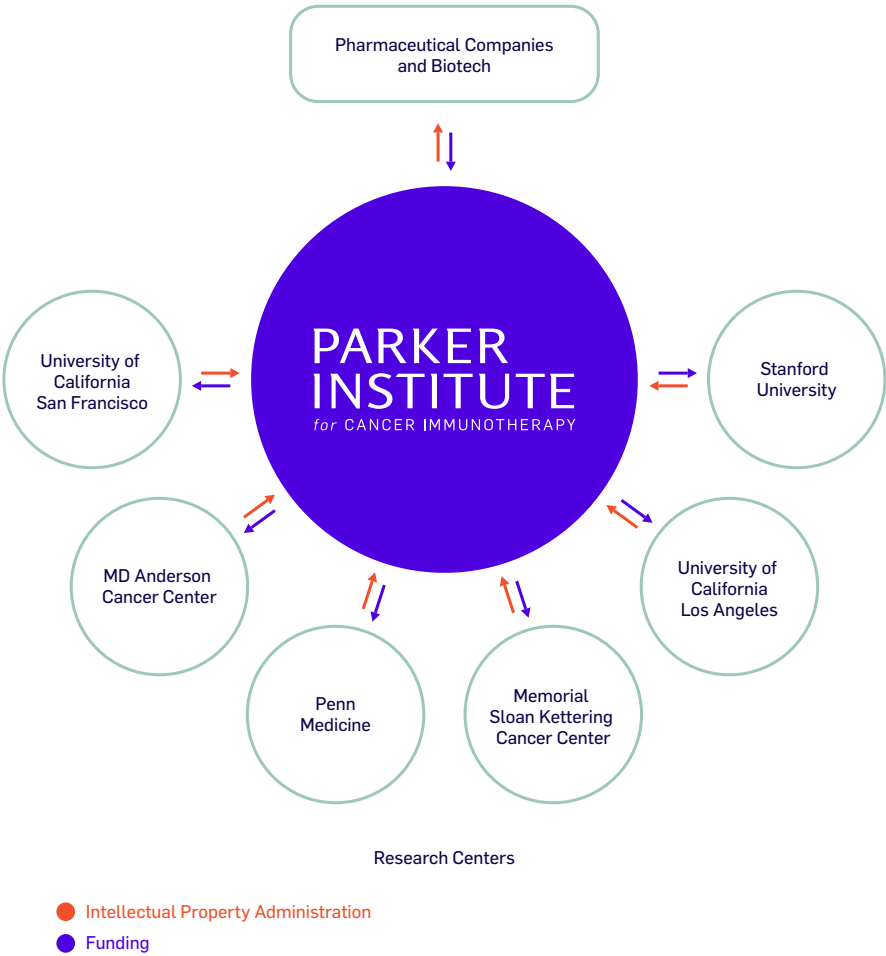 Pharmaceutical Companies
and Biotech
PARKER
INSTITUTE
for CANCER IMMUNOTHERAPY
University of
California
San Francisco
Stanford
University
MD Anderson
Cancer Center
University of
California
Los Angeles
Penn
Medicine
Memorial
Sloan Kettering
Cancer Center
Research Centers
Intellectual Property Administration
Funding